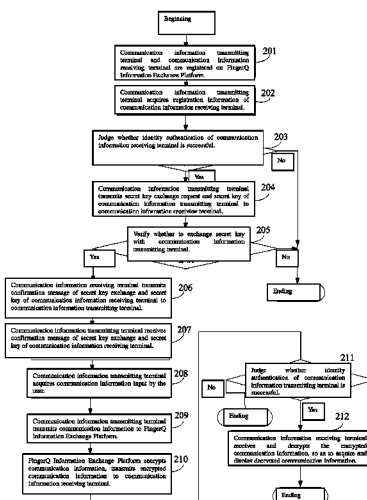 Beginning
201
Communication information transmitting
terminal and communication information
receiving terminal are registered on FingerQ
Information Exchange Platform.
202
Communication information transmitting
terminal acquires registration information of
communication information receiving terminal.
203
Judge whether identity authentication of communication
information receiving terminal is successful.
No
Yes
204
Communication information transmitting terminal
transmits secret key exchange request and secret key of
communication information transmitting terminal to
communication information receiving terminal.
205
Verify whether to exchange secret key
with communication information
transmitting terminal.
Yes
No
206
Communication information receiving terminal transmits
confirmation message of secret key exchange and secret
key of communication information receiving terminal to
communication information transmitting terminal.
Ending
207
Communication information transmitting terminal receives
confirmation message of secret key exchange and secret
key of communication information receiving terminal.
208
Communication information transmitting terminal
acquires communication information input by the
user.
209
Communication information transmitting terminal
transmits communication information to FingerQ
Information Exchange Platform.
210
FingerQ Information Exchange Platform encrypts
communication information, transmits encrypted
communication information to communication
information receiving terminal.
211
Judge whether identity
authentication of communication
information transmitting terminal is
successful.
No
Yes
Ending
212
Communication information receiving terminal
receives and decrypts the encrypted
communication information, so as to acquire and
display decrypted communication information.
Ending